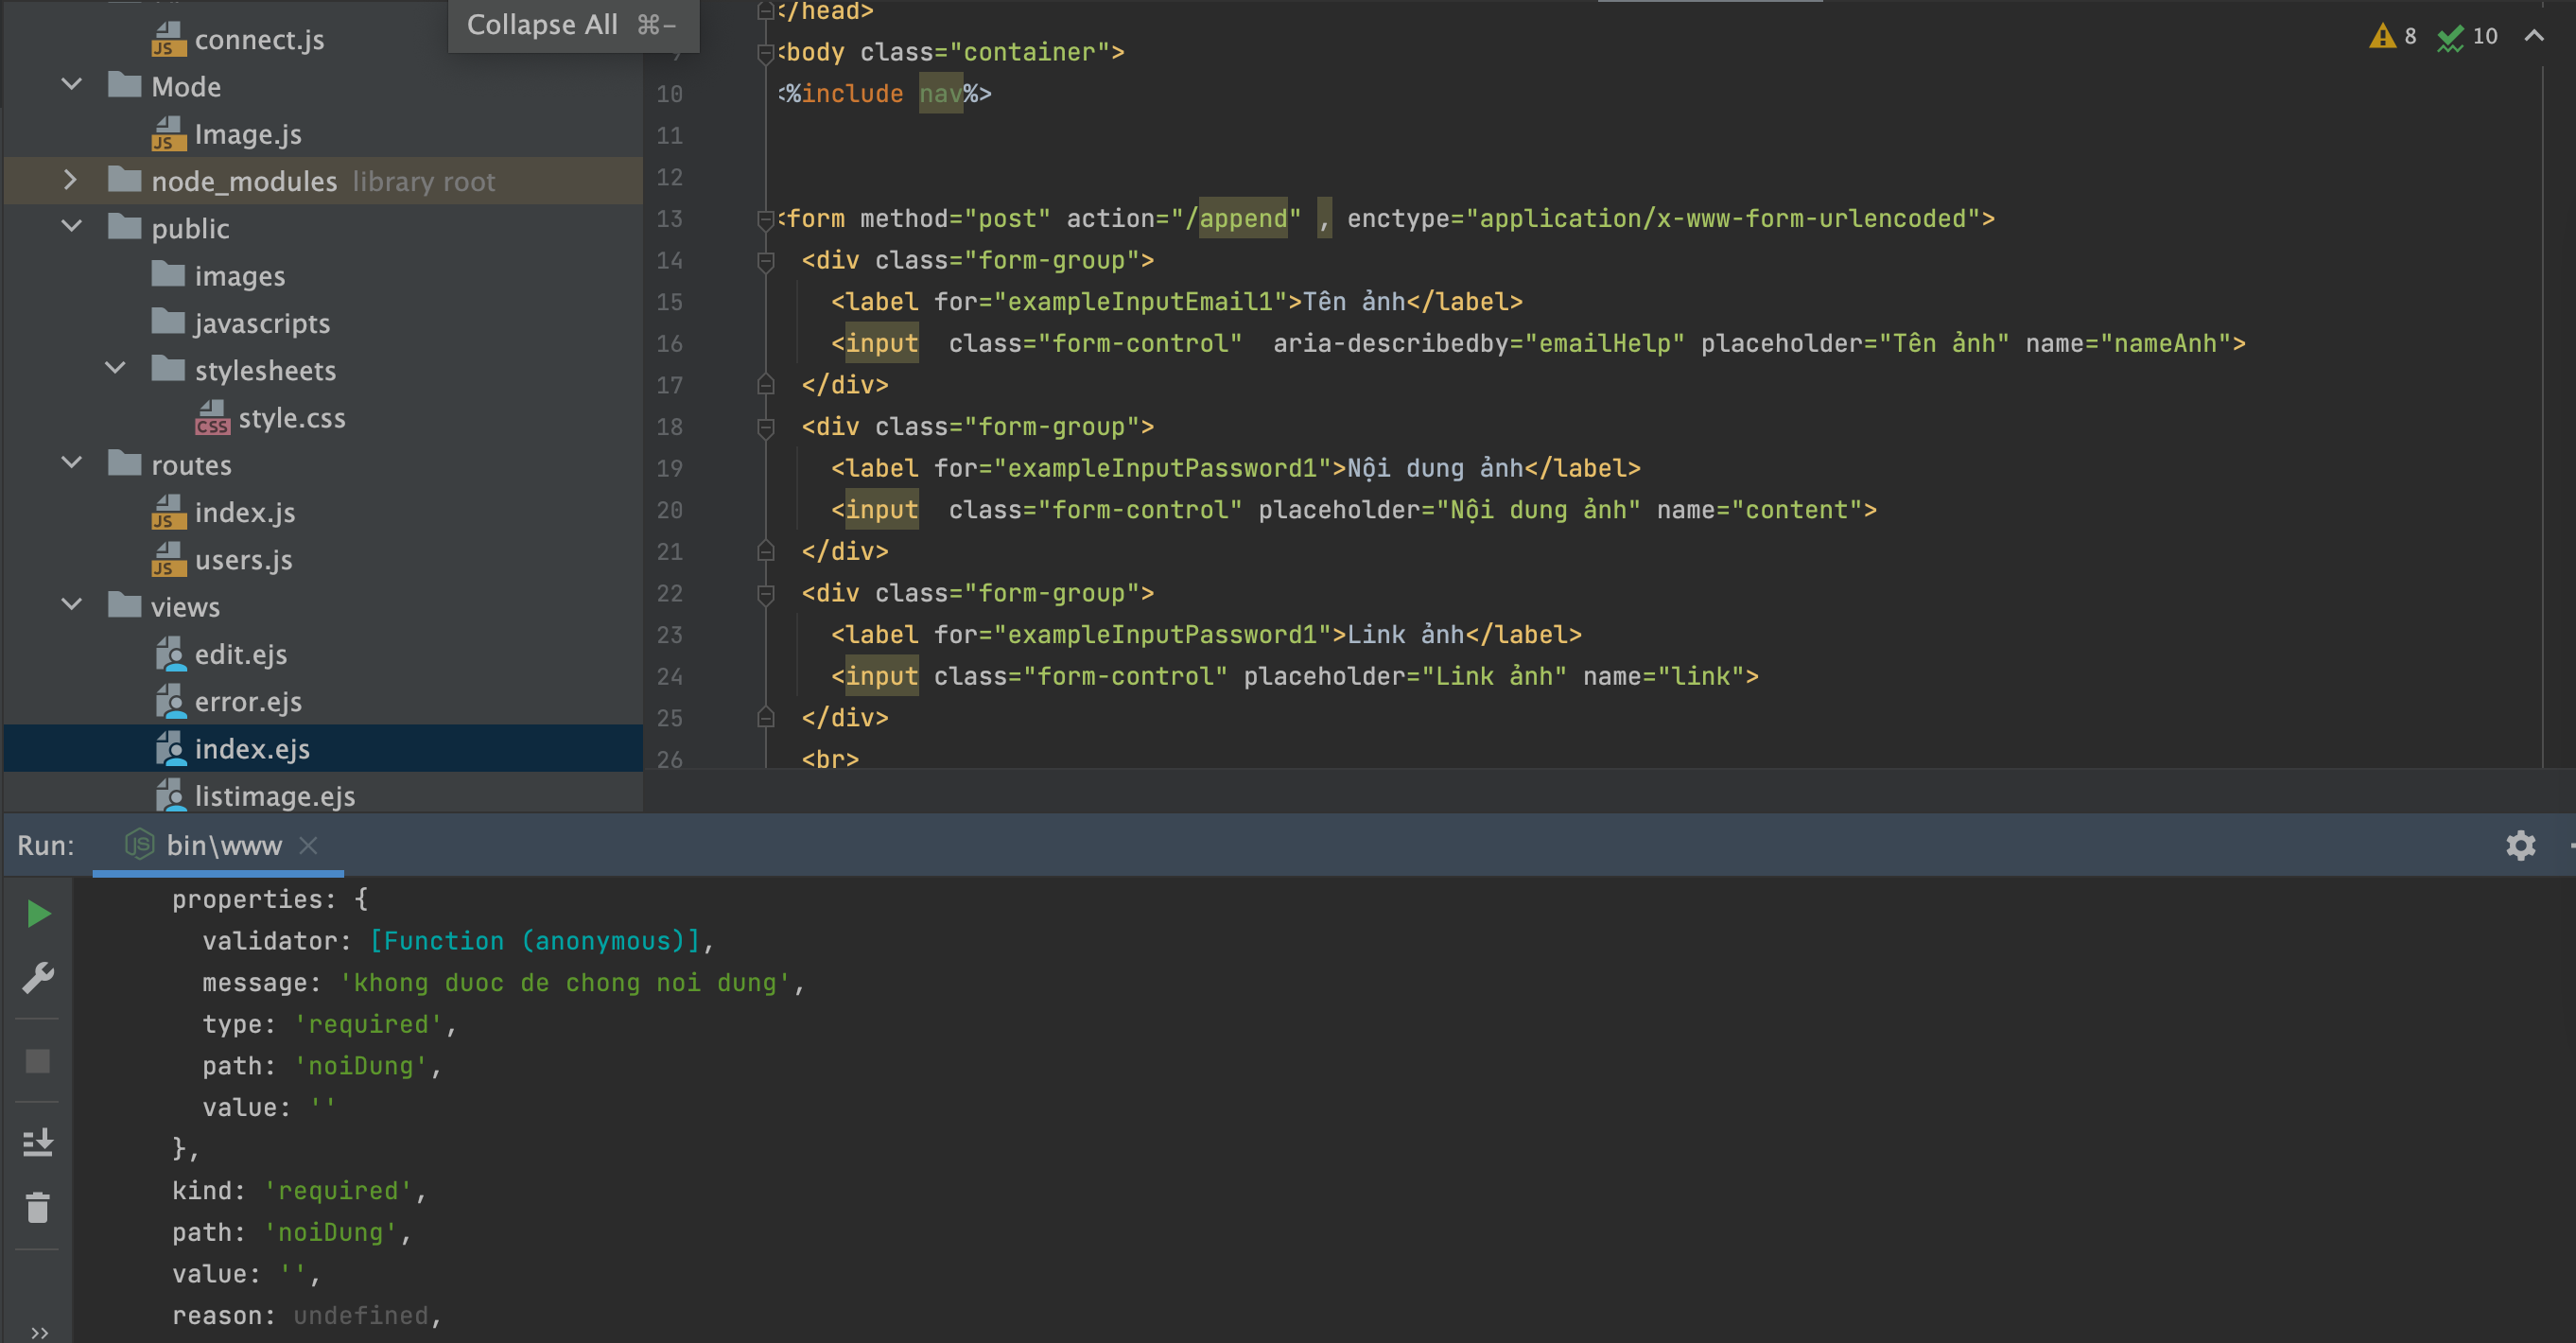 connect.js
Mode
Image.js
node_modules library root
public
images
javascripts
stylesheets
style.css
routes
index.js
users.js
views
edit.ejs
error.ejs
index.ejs
listimage.ejs
Collapse All ⌘-
8 10
</head>
9 <body class="container">
10 <%include nav%>
11
12
13 <form method="post" action="/append" , enctype="application/x-www-form-urlencoded">
14 <div class="form-group">
15 <label for="exampleInputEmail1">Tên ảnh</label>
16 <input  class="form-control"  aria-describedby="emailHelp" placeholder="Tên ảnh" name="nameAnh">
17 </div>
18 <div class="form-group">
19 <label for="exampleInputPassword1">Nội dung ảnh</label>
20 <input  class="form-control" placeholder="Nội dung ảnh" name="content">
21 </div>
22 <div class="form-group">
23 <label for="exampleInputPassword1">Link ảnh</label>
24 <input class="form-control" placeholder="Link ảnh" name="link">
25 </div>
26 <br>
Run: bin\www
properties: {
validator: [Function (anonymous)],
message: 'khong duoc de chong noi dung',
type: 'required',
path: 'noiDung',
value: ''
},
kind: 'required',
path: 'noiDung',
value: '',
reason: undefined,